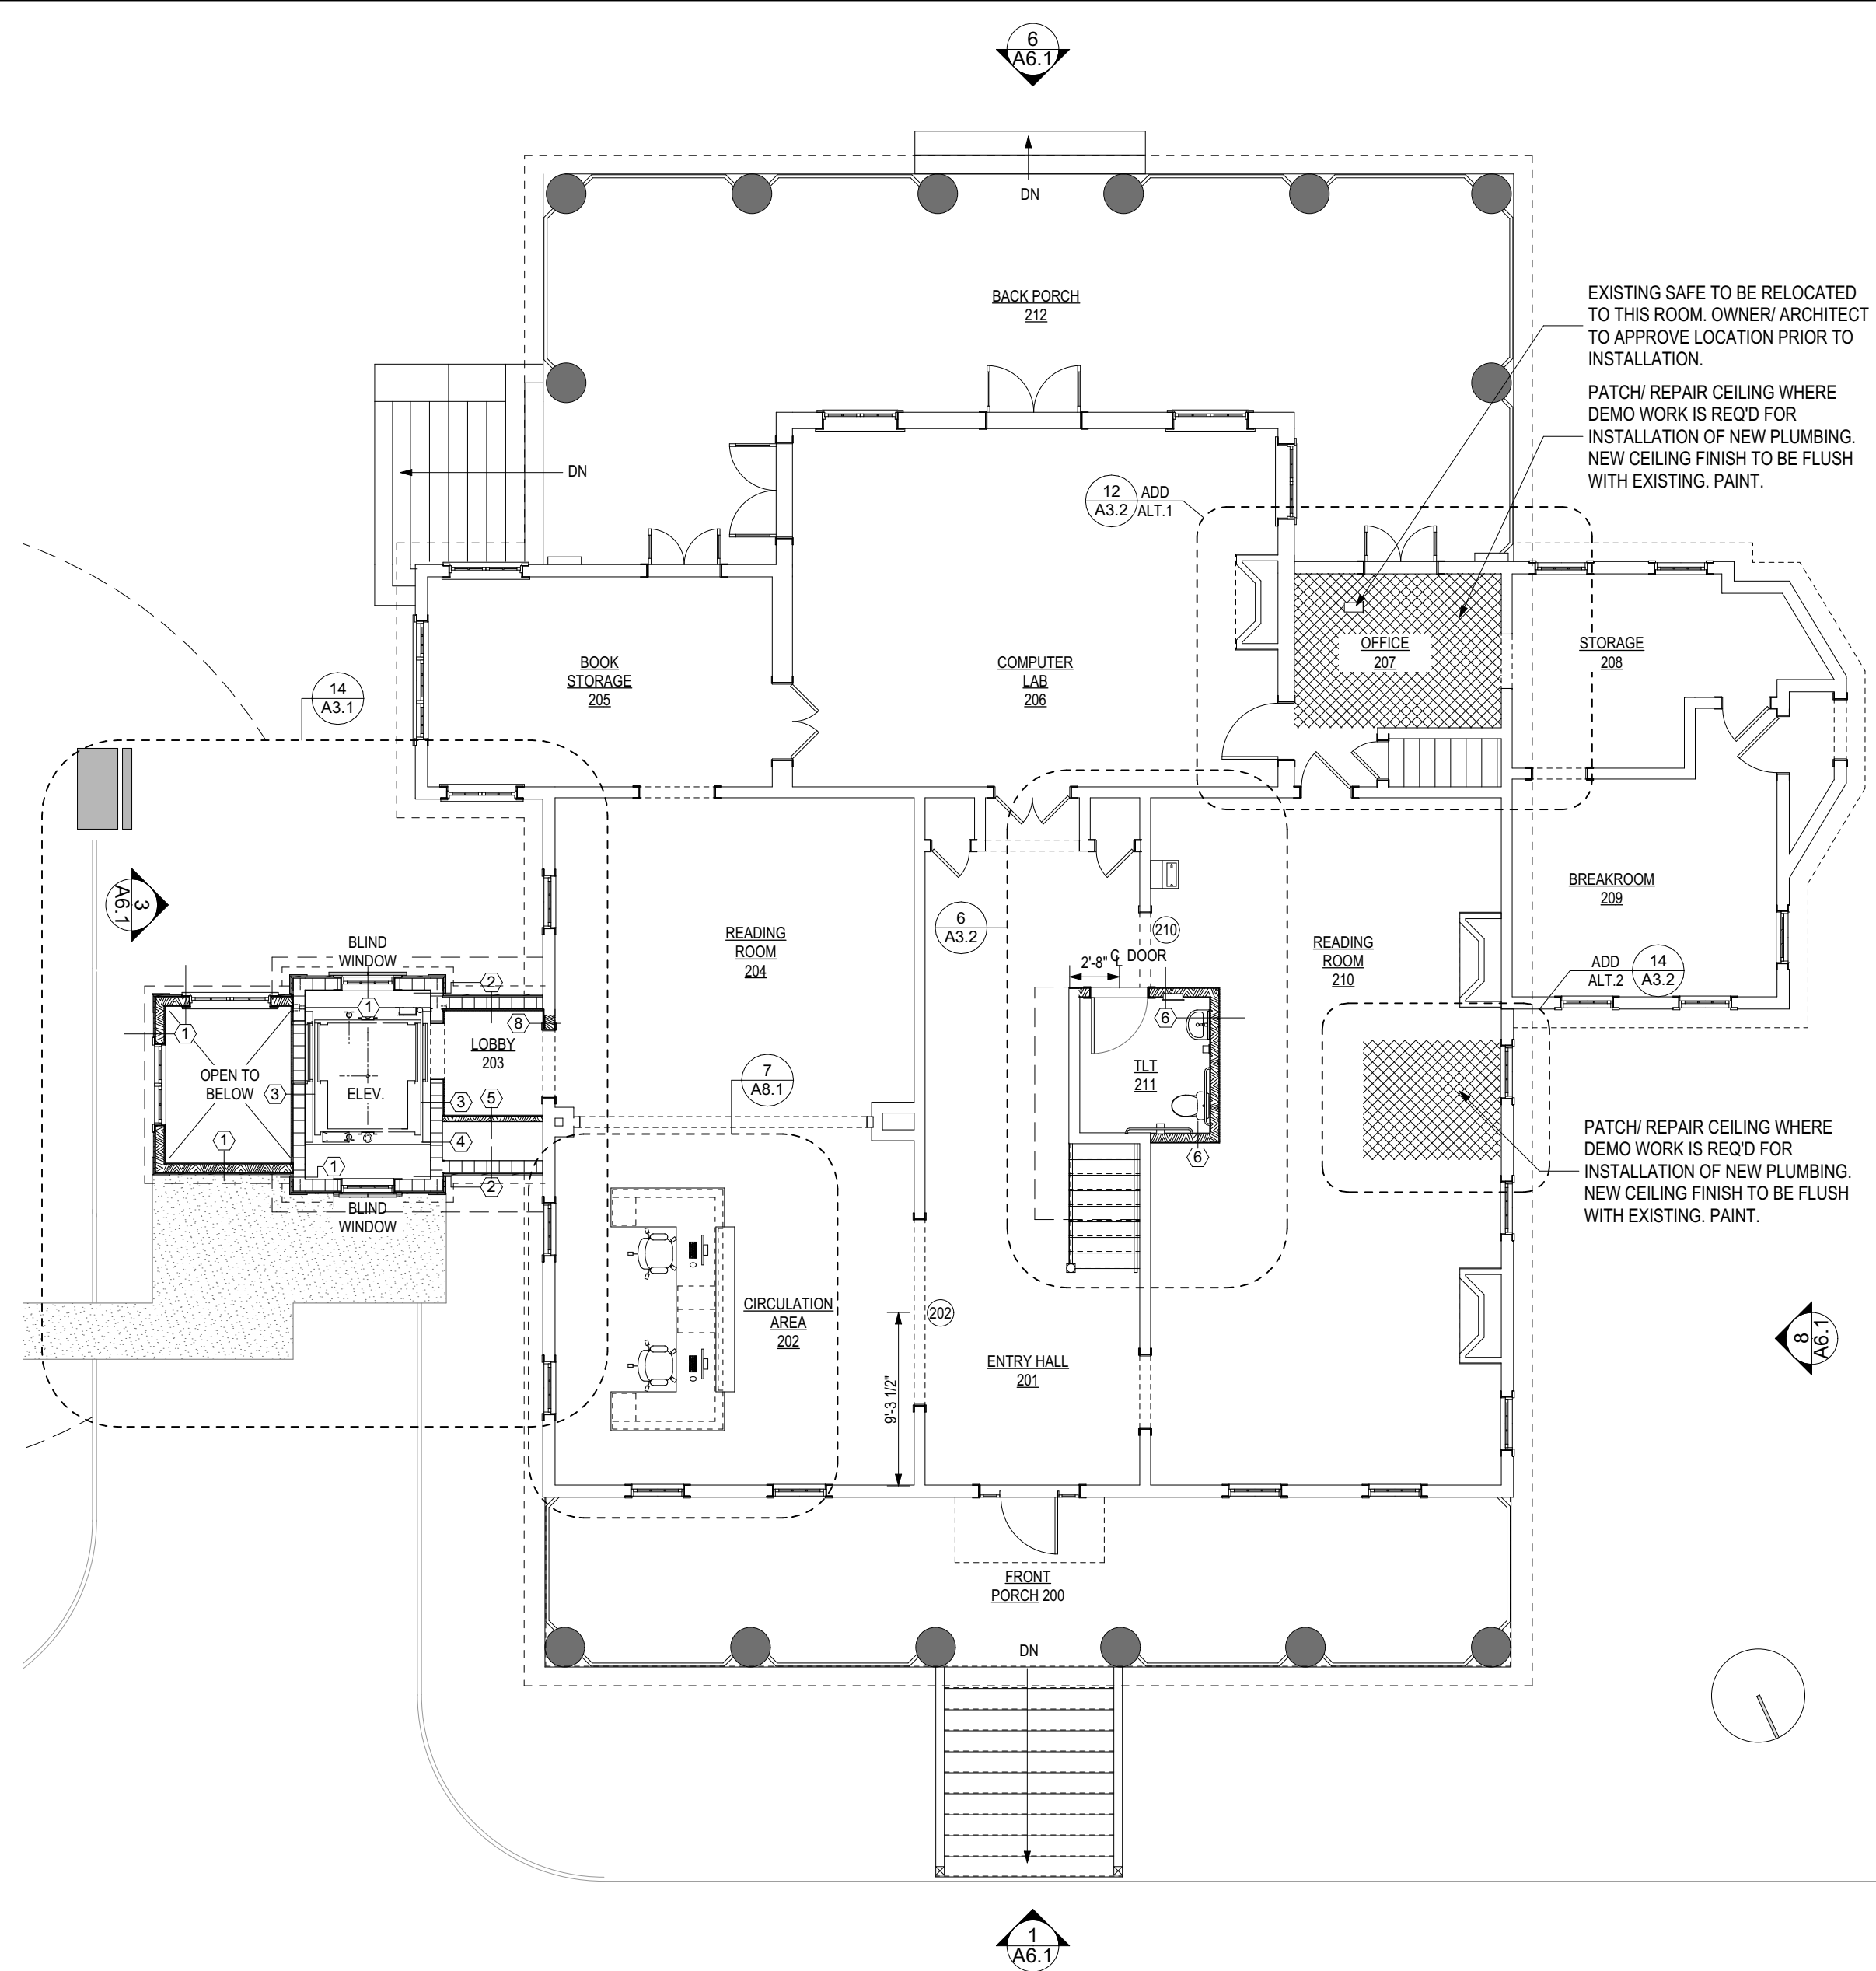 6
A6.1
DN
BACK PORCH
212
EXISTING SAFE TO BE RELOCATED
TO THIS ROOM. OWNER/ ARCHITECT
TO APPROVE LOCATION PRIOR TO
INSTALLATION.
PATCH/ REPAIR CEILING WHERE
DEMO WORK IS REQ'D FOR
INSTALLATION OF NEW PLUMBING.
NEW CEILING FINISH TO BE FLUSH
WITH EXISTING. PAINT.
DN
12
A3.2
ADD
ALT.1
BOOK
STORAGE
205
COMPUTER
LAB
206
OFFICE
207
STORAGE
208
14
A3.1
3
A6.1
BLIND
WINDOW
READING
ROOM
204
6
A3.2
210
2'-8"
CL DOOR
READING
ROOM
210
BREAKROOM
209
ADD
ALT.2
14
A3.2
2
1
8
1
LOBBY
203
OPEN TO
BELOW
3
ELEV.
3
5
4
1
1
2
BLIND
WINDOW
7
A8.1
6
TLT
211
6
PATCH/ REPAIR CEILING WHERE
DEMO WORK IS REQ'D FOR
INSTALLATION OF NEW PLUMBING.
NEW CEILING FINISH TO BE FLUSH
WITH EXISTING. PAINT.
CIRCULATION
AREA
202
202
9'-3 1/2"
ENTRY HALL
201
8
A6.1
FRONT
PORCH 200
DN
1
A6.1